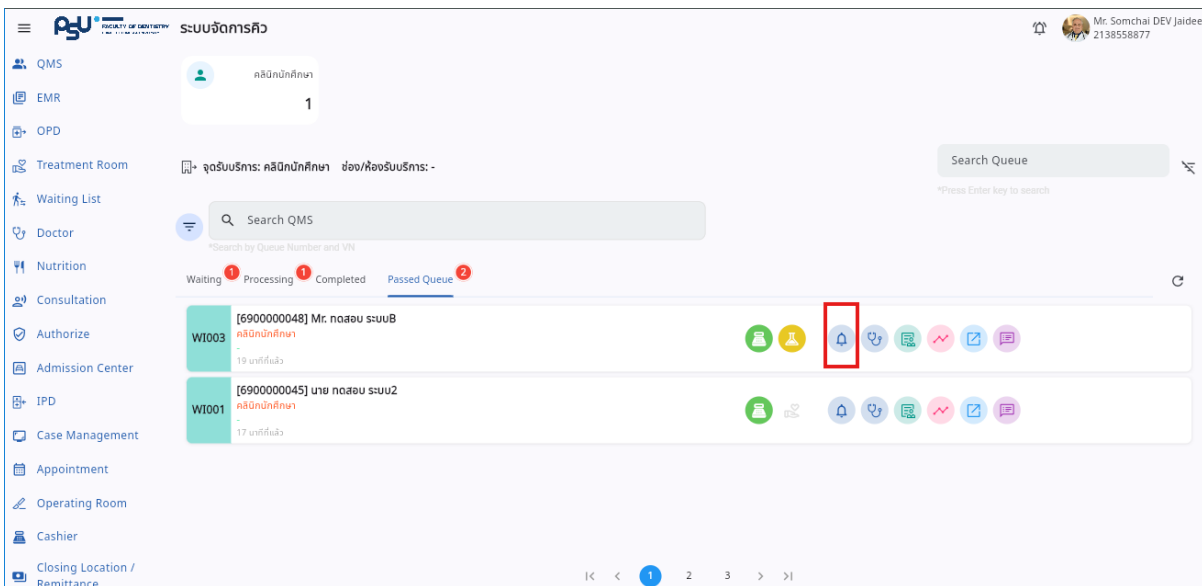 PSU FACULTY OF DENTISTRY
ระบบจัดการคิว
Mr. Somchai DEV Jaidee
2138558877
QMS
EMR
OPD
Treatment Room
Waiting List
Doctor
Nutrition
Consultation
Authorize
Admission Center
IPD
Case Management
Appointment
Operating Room
Cashier
Closing Location /
Remittance
คลินิกนักศึกษา
1
จุดรับบริการ: คลินิกนักศึกษา ช่อง/ห้องรับบริการ: -
Search Queue
*Press Enter key to search
Search QMS
*Search by Queue Number and VN
Waiting 1 Processing 1 Completed Passed Queue 2
WI003
[6900000048] Mr. ทดสอบ ระบบB
คลินิกนักศึกษา
-
19 นาทีที่แล้ว
WI001
[6900000045] นาย ทดสอบ ระบบ2
คลินิกนักศึกษา
-
17 นาทีที่แล้ว
1 2 3